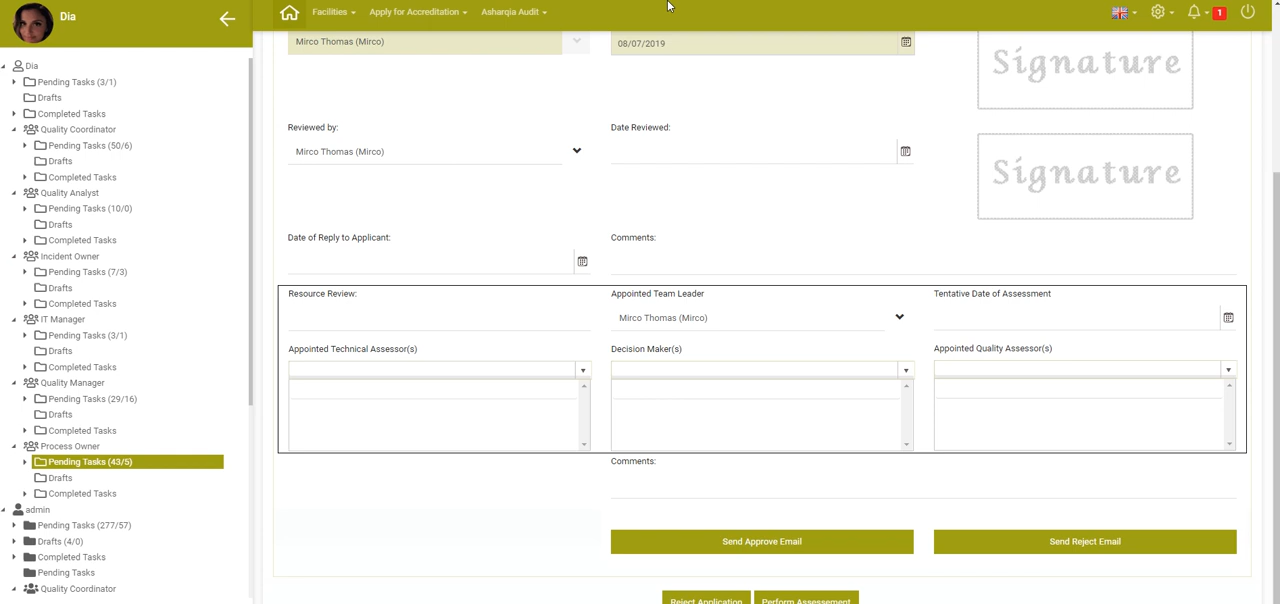 Dia
Facilities
Apply for Accreditation
Asharqia Audit
1
Dia
Pending Tasks (3/1)
Drafts
Completed Tasks
Quality Coordinator
Pending Tasks (50/6)
Drafts
Completed Tasks
Quality Analyst
Pending Tasks (10/0)
Drafts
Completed Tasks
Incident Owner
Pending Tasks (7/3)
Drafts
Completed Tasks
IT Manager
Pending Tasks (3/1)
Drafts
Completed Tasks
Quality Manager
Pending Tasks (29/16)
Drafts
Completed Tasks
Process Owner
Pending Tasks (43/5)
Drafts
Completed Tasks
admin
Pending Tasks (277/57)
Drafts (4/0)
Completed Tasks
Pending Tasks
Quality Coordinator
Mirco Thomas (Mirco)
08/07/2019
Signature
Reviewed by:
Date Reviewed:
Mirco Thomas (Mirco)
Signature
Date of Reply to Applicant:
Comments:
Resource Review:
Appointed Team Leader
Tentative Date of Assessment
Mirco Thomas (Mirco)
Appointed Technical Assessor(s)
Decision Maker(s)
Appointed Quality Assessor(s)
Comments:
Send Approve Email
Send Reject Email
Reject Application
Perform Assessement